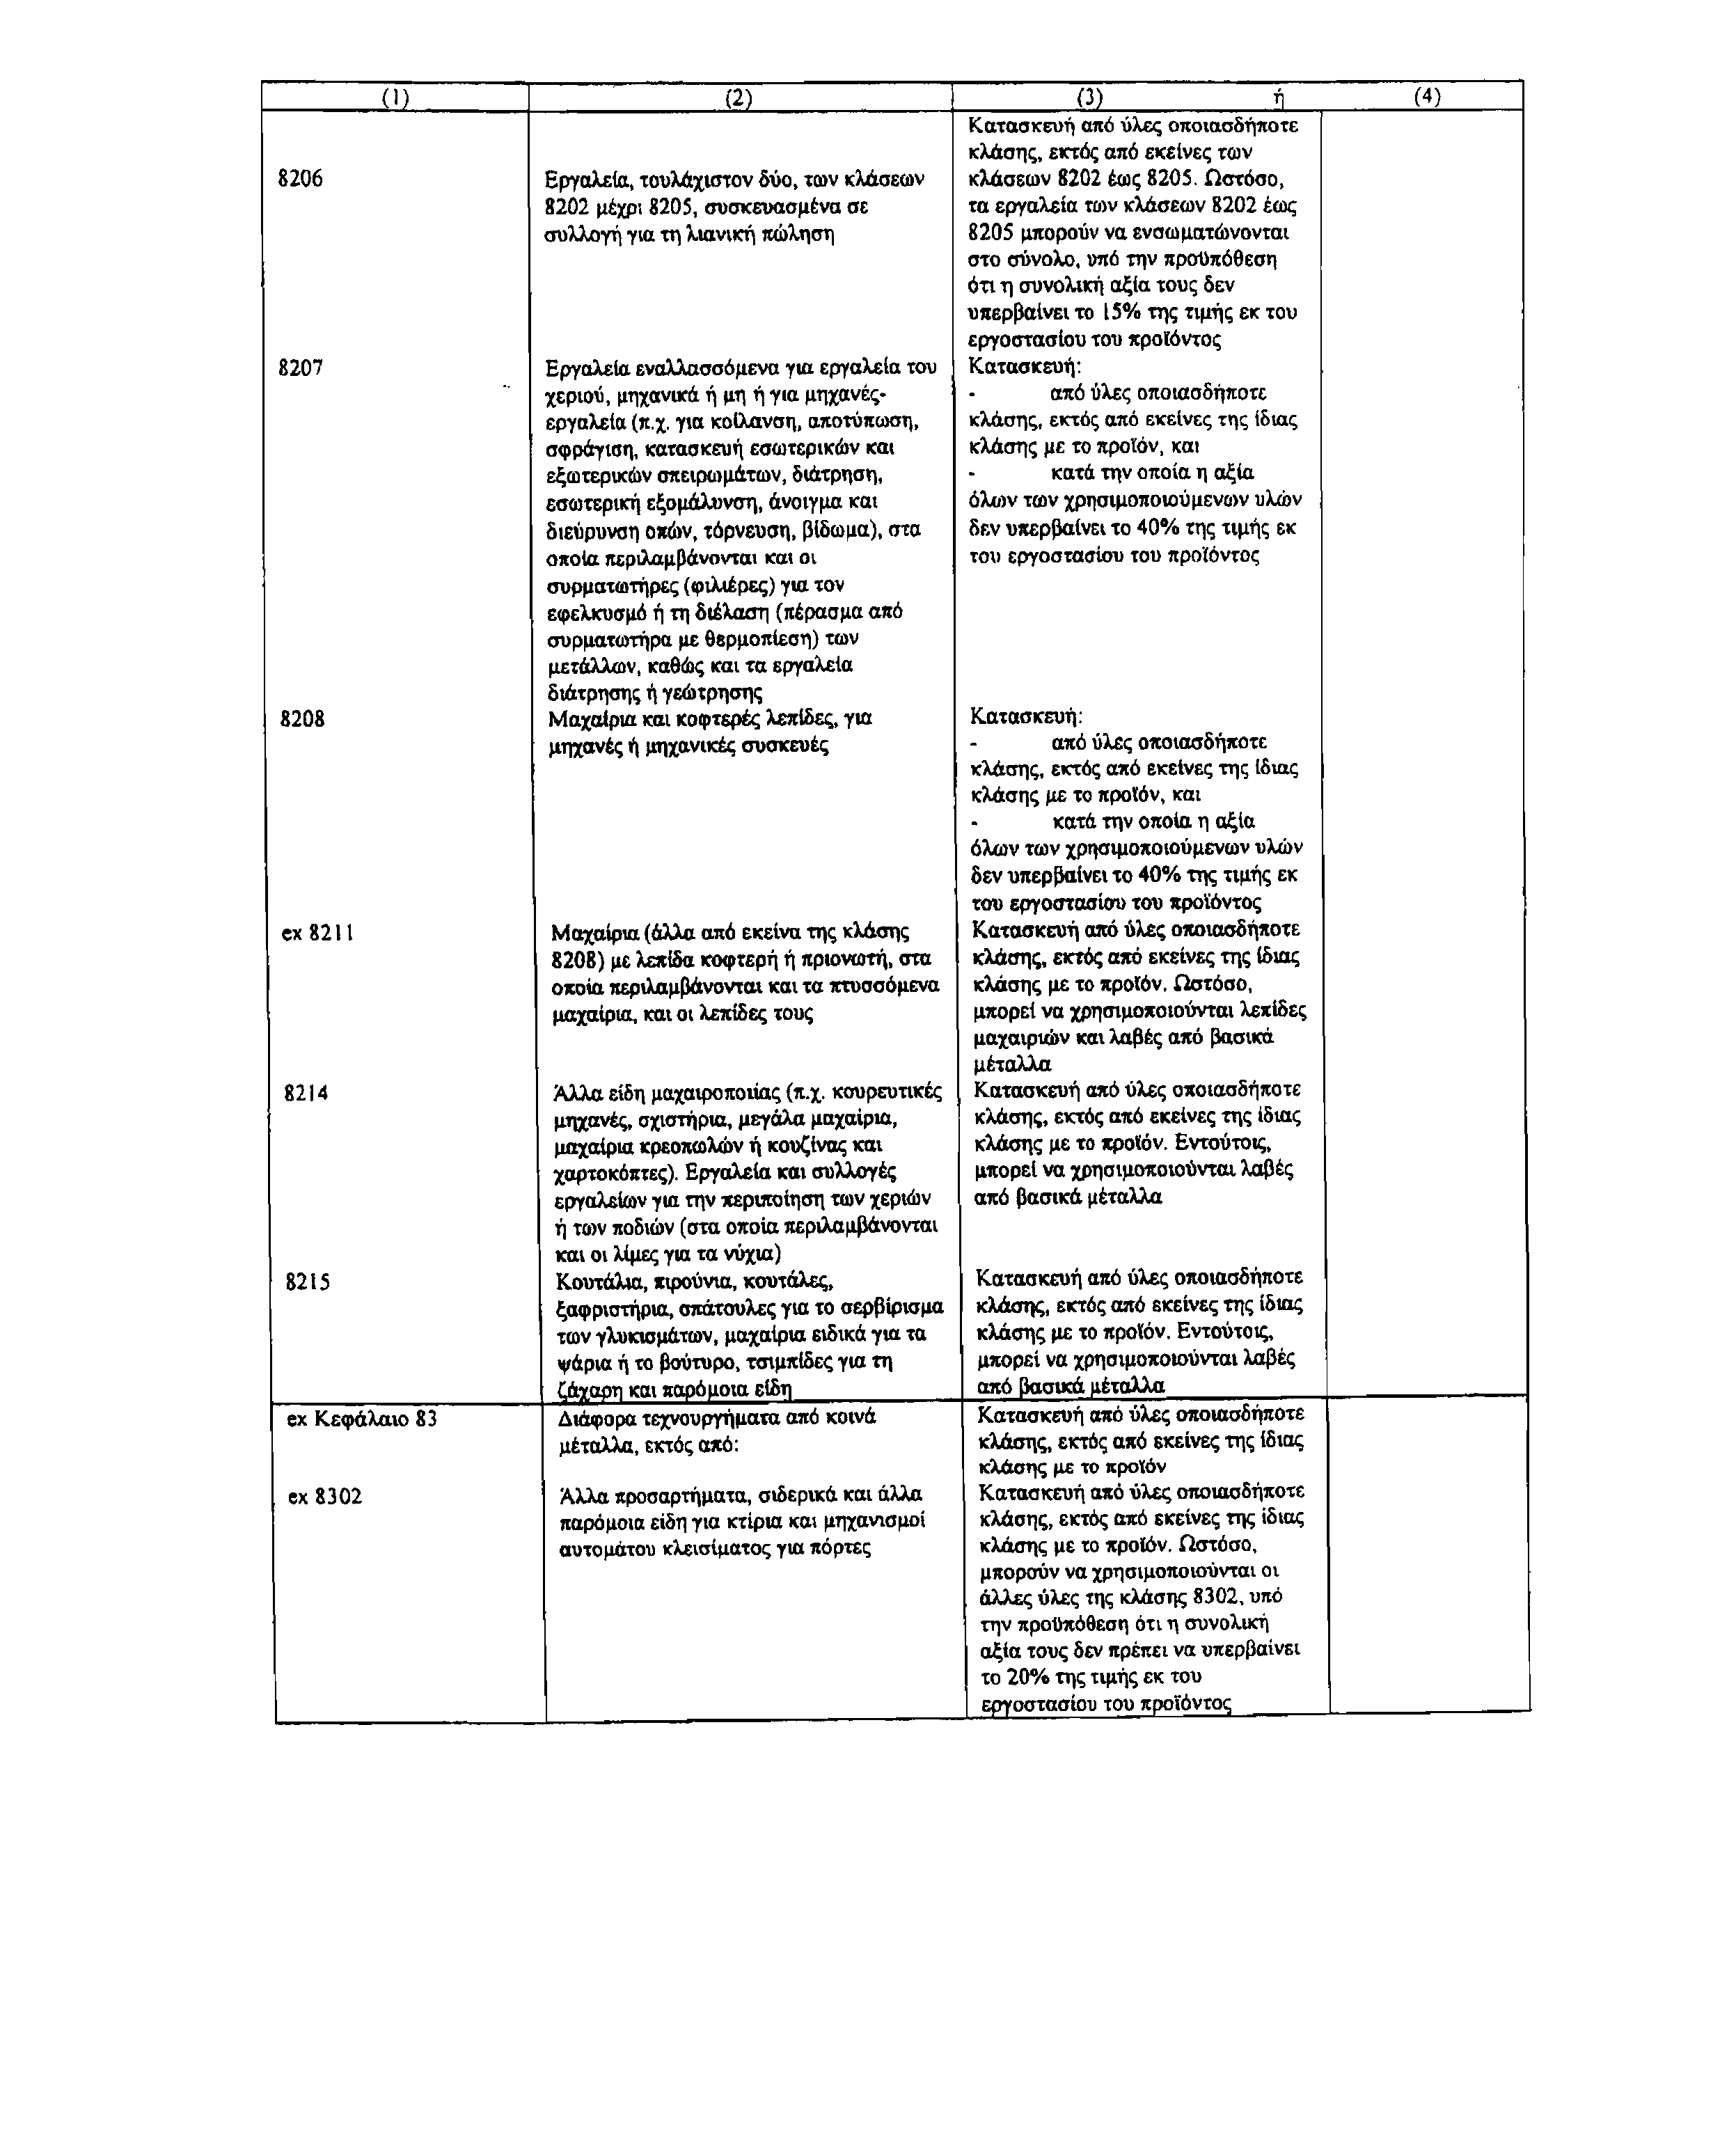 (1) (2) (3) ή (4)
8206
Εργαλεία, τουλάχιστον δύο, των κλάσεων
8202 μέχρι 8205, συσκευασμένα σε
συλλογή για τη λιανική πώληση
Κατασκευή από ύλες οποιασδήποτε
κλάσης, εκτός από εκείνες των
κλάσεων 8202 έως 8205. Ωστόσο,
τα εργαλεία των κλάσεων 8202 έως
8205 μπορούν να ενσωματώνονται
στο σύνολο, υπό την προϋπόθεση
ότι η συνολική αξία τους δεν
υπερβαίνει το 15% της τιμής εκ του
εργοστασίου του προϊόντος
8207
Εργαλεία εναλλασσόμενα για εργαλεία του
χεριού, μηχανικά ή μη ή για μηχανές-
εργαλεία (π.χ. για κοίλανση, αποτύπωση,
σφράγιση, κατασκευή εσωτερικών και
εξωτερικών σπειρωμάτων, διάτρηση,
εσωτερική εξομάλυνση, άνοιγμα και
διεύρυνση οπών, τόρνευση, βίδωμα), στα
οποία περιλαμβάνονται και οι
συρματωτήρες (φιλιέρες) για τον
εφελκυσμό ή τη διέλαση (πέρασμα από
συρματωτήρα με θερμοπίεση) των
μετάλλων, καθώς και τα εργαλεία
διάτρησης ή γεώτρησης
Κατασκευή:
- από ύλες οποιασδήποτε
κλάσης, εκτός από εκείνες της ίδιας
κλάσης με το προϊόν, και
- κατά την οποία η αξία
όλων των χρησιμοποιούμενων υλών
δεν υπερβαίνει το 40% της τιμής εκ
του εργοστασίου του προϊόντος
8208
Μαχαίρια και κοφτερές λεπίδες, για
μηχανές ή μηχανικές συσκευές
Κατασκευή:
- από ύλες οποιασδήποτε
κλάσης, εκτός από εκείνες της ίδιας
κλάσης με το προϊόν, και
- κατά την οποία η αξία
όλων των χρησιμοποιούμενων υλών
δεν υπερβαίνει το 40% της τιμής εκ
του εργοστασίου του προϊόντος
ex 8211
Μαχαίρια (άλλα από εκείνα της κλάσης
8208) με λεπίδα κοφτερή ή πριονωτή, στα
οποία περιλαμβάνονται και τα πτυσσόμενα
μαχαίρια, και οι λεπίδες τους
Κατασκευή από ύλες οποιασδήποτε
κλάσης, εκτός από εκείνες της ίδιας
κλάσης με το προϊόν. Ωστόσο,
μπορεί να χρησιμοποιούνται λεπίδες
μαχαιριών και λαβές από βασικά
μέταλλα
8214
Άλλα είδη μαχαιροποιίας (π.χ. κουρευτικές
μηχανές, σχιστήρια, μεγάλα μαχαίρια,
μαχαίρια κρεοπωλών ή κουζίνας και
χαρτοκόπτες). Εργαλεία και συλλογές
εργαλείων για την περιποίηση των χεριών
ή των ποδιών (στα οποία περιλαμβάνονται
και οι λίμες για τα νύχια)
Κατασκευή από ύλες οποιασδήποτε
κλάσης, εκτός από εκείνες της ίδιας
κλάσης με το προϊόν. Εντούτοις,
μπορεί να χρησιμοποιούνται λαβές
από βασικά μέταλλα
8215
Κουτάλια, πιρούνια, κουτάλες,
ξαφριστήρια, σπάτουλες για το σερβίρισμα
των γλυκισμάτων, μαχαίρια ειδικά για τα
ψάρια ή το βούτυρο, τσιμπίδες για τη
ζάχαρη και παρόμοια είδη
Κατασκευή από ύλες οποιασδήποτε
κλάσης, εκτός από εκείνες της ίδιας
κλάσης με το προϊόν. Εντούτοις,
μπορεί να χρησιμοποιούνται λαβές
από βασικά μέταλλα
ex Κεφάλαιο 83
Διάφορα τεχνουργήματα από κοινά
μέταλλα, εκτός από:
Κατασκευή από ύλες οποιασδήποτε
κλάσης, εκτός από εκείνες της ίδιας
κλάσης με το προϊόν
ex 8302
Άλλα προσαρτήματα, σιδερικά και άλλα
παρόμοια είδη για κτίρια και μηχανισμοί
αυτομάτου κλεισίματος για πόρτες
Κατασκευή από ύλες οποιασδήποτε
κλάσης, εκτός από εκείνες της ίδιας
κλάσης με το προϊόν. Ωστόσο,
μπορούν να χρησιμοποιούνται οι
άλλες ύλες της κλάσης 8302, υπό
την προϋπόθεση ότι η συνολική
αξία τους δεν πρέπει να υπερβαίνει
το 20% της τιμής εκ του
εργοστασίου του προϊόντος